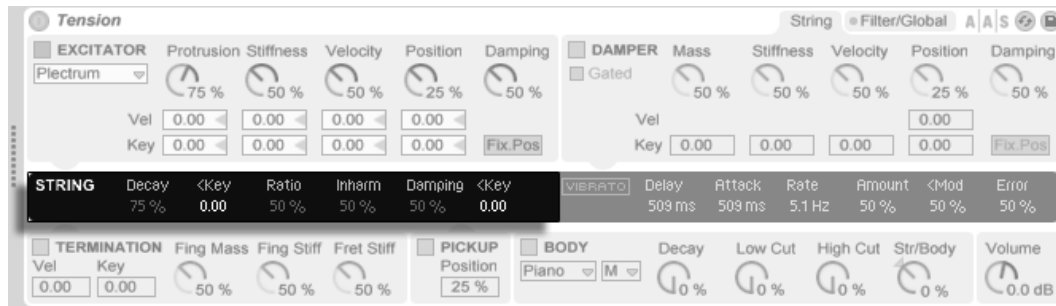 Tension String Filter/Global A A S
EXCITATOR Protrusion Stiffness Velocity Position Damping DAMPER Mass Stiffness Velocity Position Damping
Plectrum 75 % 50 % 50 % 25 % 50 % Gated 50 % 50 % 50 % 25 % 50 %
Vel 0.00 0.00 0.00 0.00 Vel 0.00
Key 0.00 0.00 0.00 0.00 Fix.Pos Key 0.00 0.00 0.00 0.00 Fix.Pos
STRING Decay <Key Ratio Inharm Damping <Key VIBRATO Delay Attack Rate Amount <Mod Error
75 % 0.00 50 % 50 % 50 % 0.00 509 ms 509 ms 5.1 Hz 50 % 50 % 50 %
TERMINATION Fing Mass Fing Stiff Fret Stiff PICKUP BODY Decay Low Cut High Cut Str/Body Volume
Vel Key Position Piano M
0.00 0.00 50 % 50 % 50 % 25 % 0 % 0 % 0 % 0 % 0.0 dB